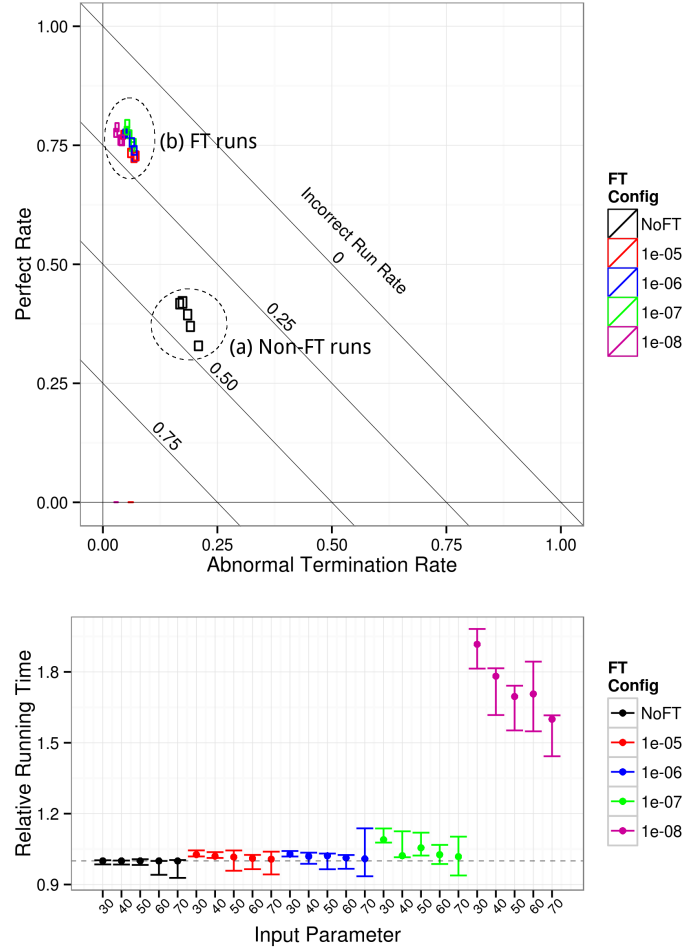 1.00
0.75
0.50
0.25
0.00
Perfect Rate
(b) FT runs
Incorrect Run Rate
0
0.25
(a) Non-FT runs
0.50
0.75
0.00 0.25 0.50 0.75 1.00
Abnormal Termination Rate
FT
Config
NoFT
1e-05
1e-06
1e-07
1e-08
1.8
1.5
1.2
0.9
Relative Running Time
30 40 50 60 70 30 40 50 60 70 30 40 50 60 70 30 40 50 60 70 30 40 50 60 70
Input Parameter
FT
Config
NoFT
1e-05
1e-06
1e-07
1e-08